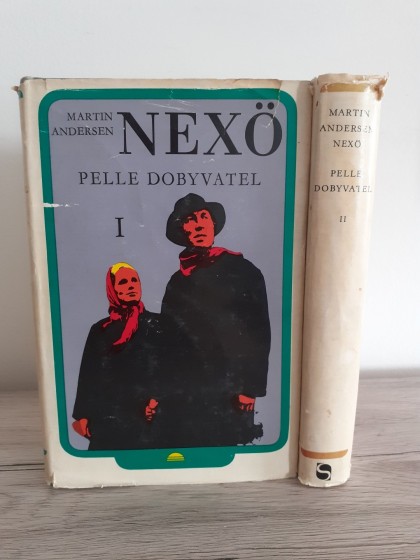 MARTIN
ANDERSEN
NEXÖ
PELLE DOBYVATEL
I
MARTIN
ANDERSEN
NEXÖ
PELLE
DOBYVATEL
II
S